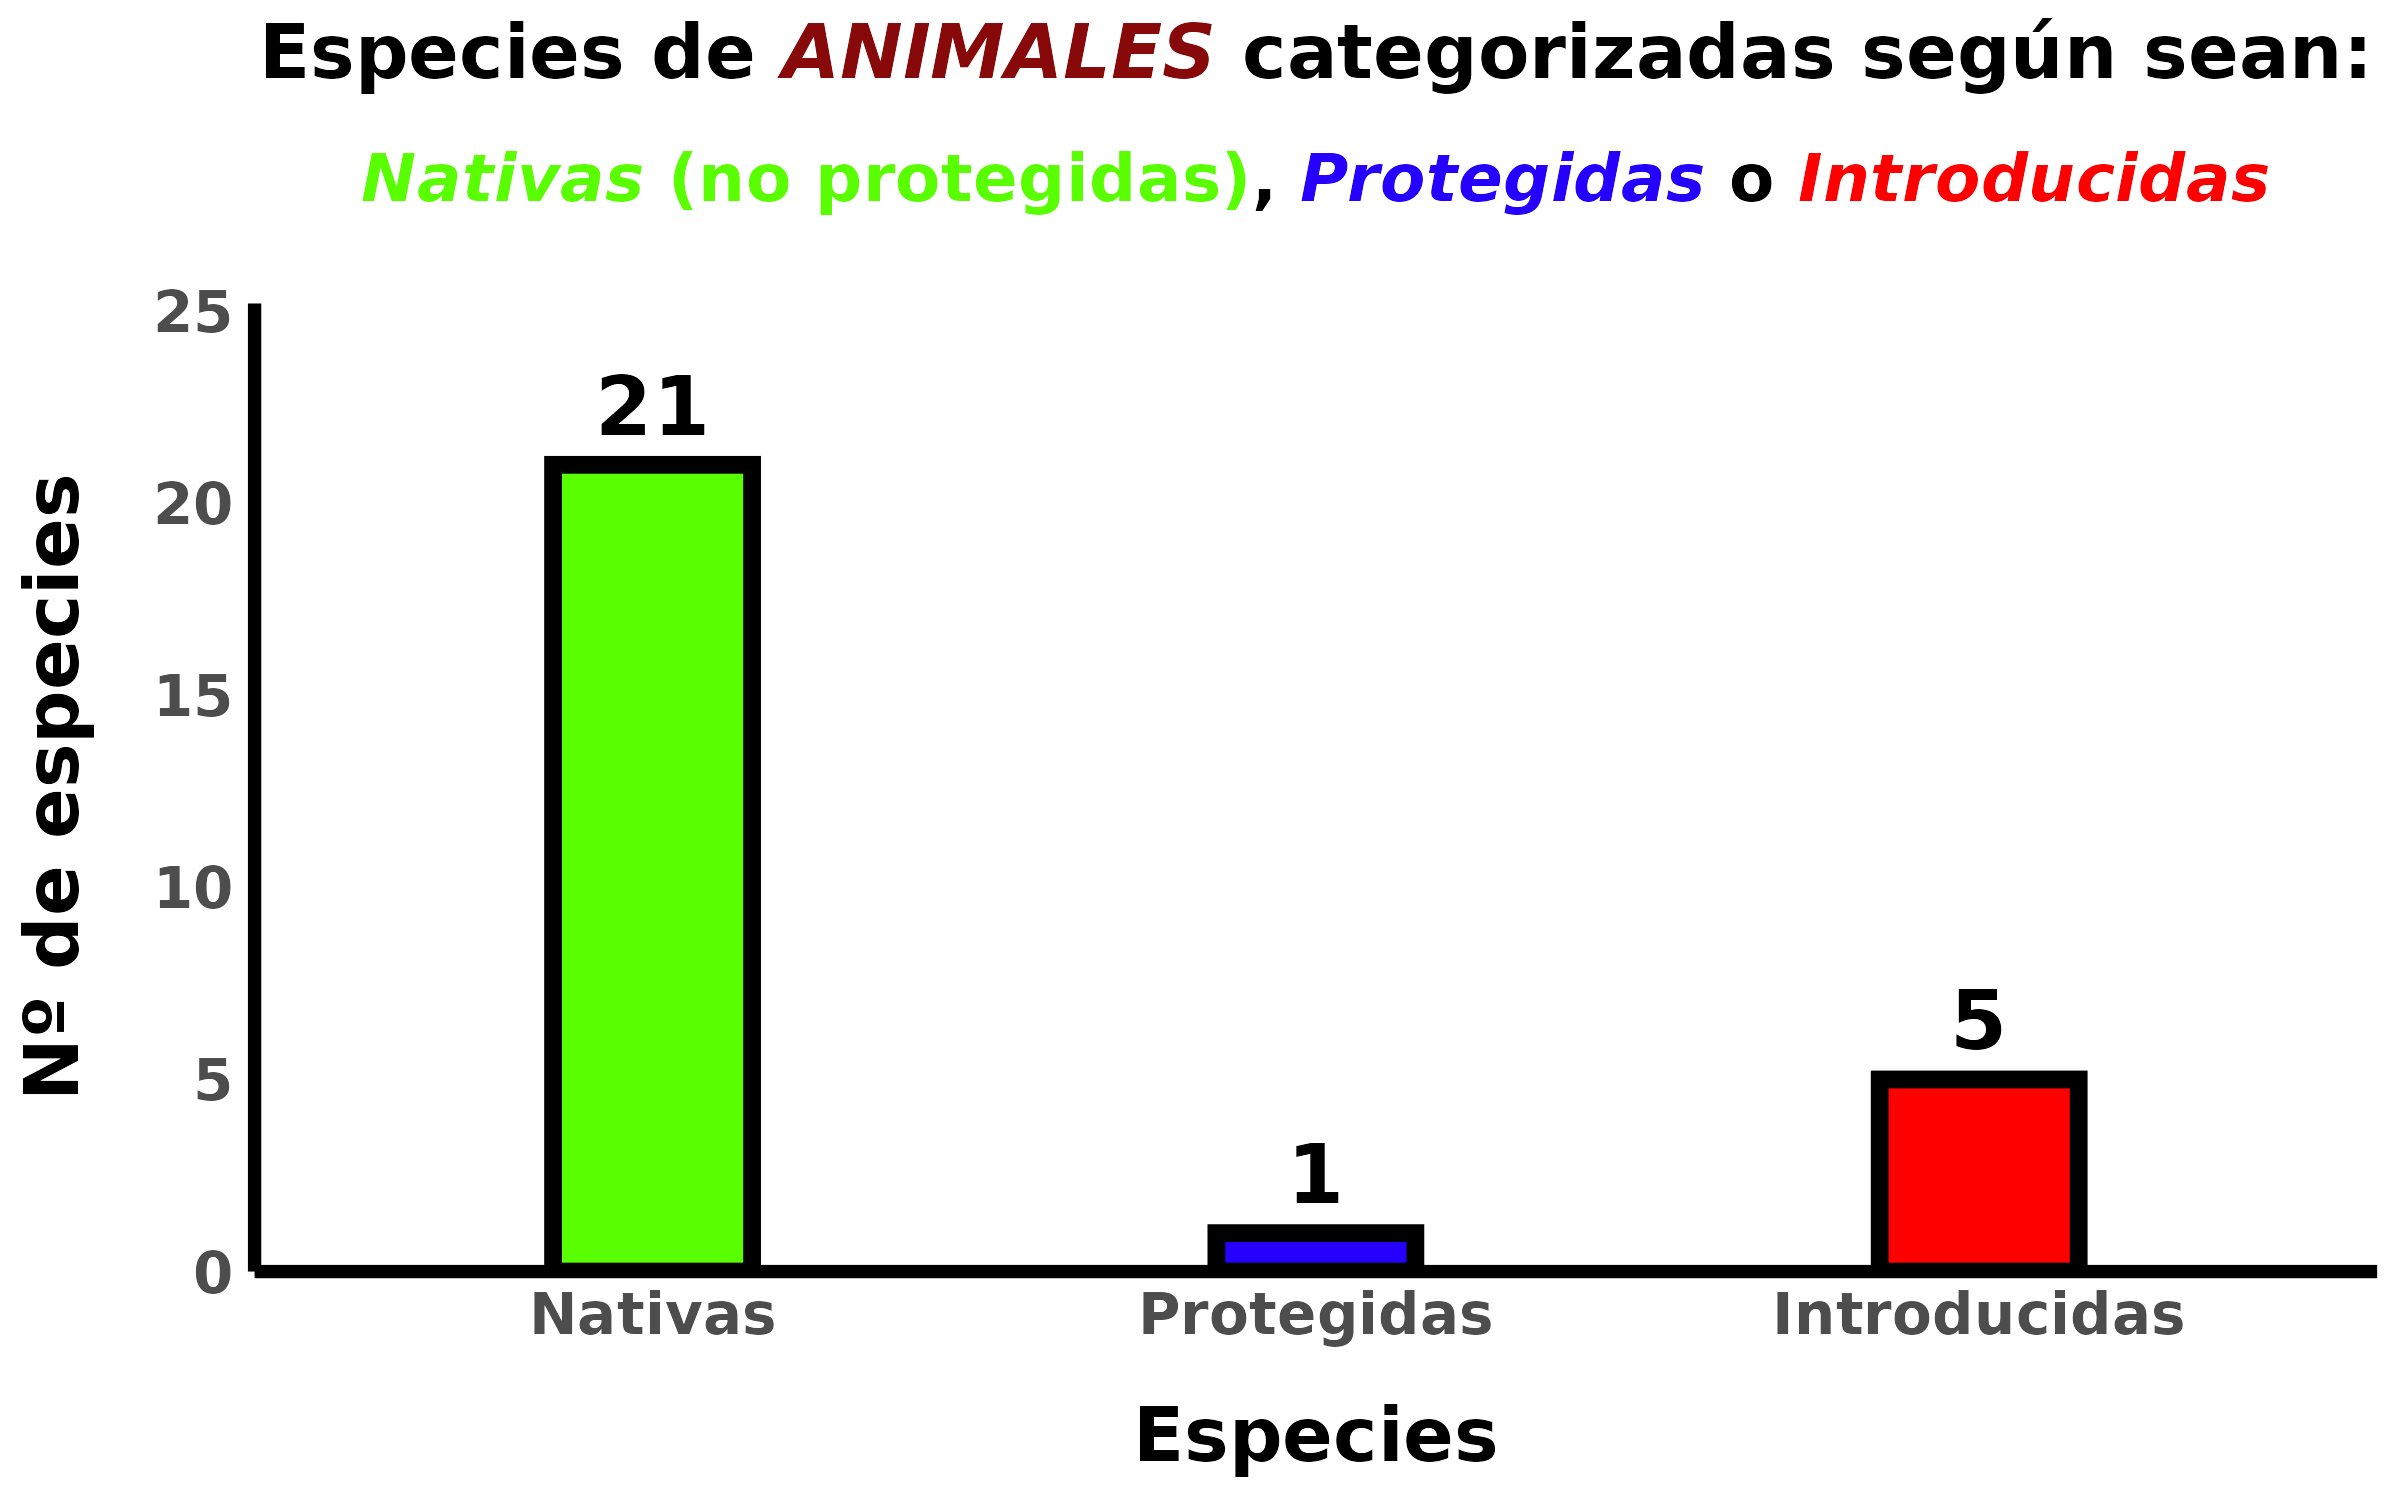 Especies de ANIMALES categorizadas según sean:
Nativas (no protegidas), Protegidas o Introducidas
Nº de especies
25
20
15
10
5
0
21
1
5
Nativas
Protegidas
Introducidas
Especies